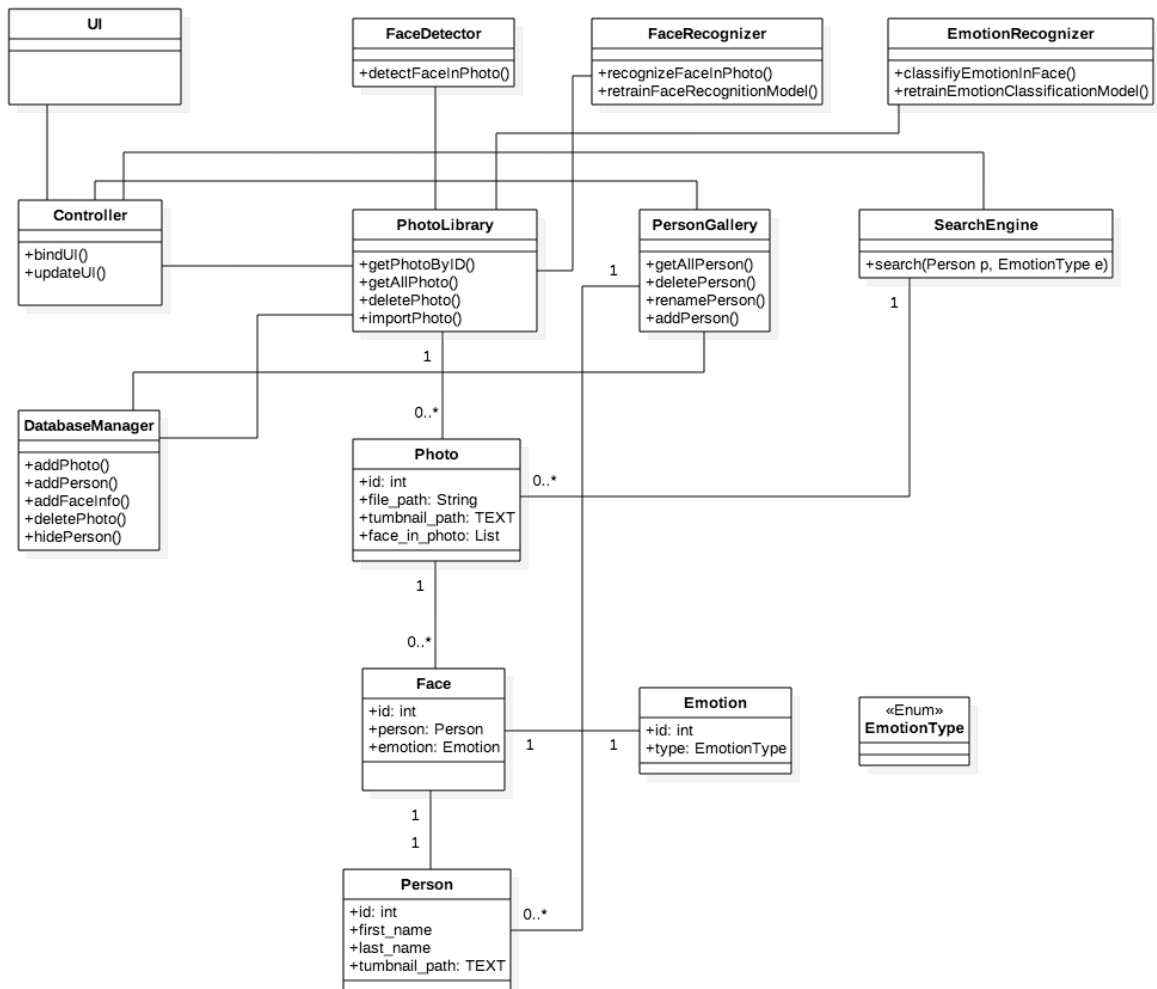 UI
FaceDetector
+detectFaceInPhoto()
FaceRecognizer
+recognizeFaceInPhoto()
+retrainFaceRecognitionModel()
EmotionRecognizer
+classifiyEmotionInFace()
+retrainEmotionClassificationModel()
Controller
+bindUI()
+updateUI()
PhotoLibrary
+getPhotoByID()
+getAllPhoto()
+deletePhoto()
+importPhoto()
PersonGallery
+getAllPerson()
+deletePerson()
+renamePerson()
+addPerson()
SearchEngine
+search(Person p, EmotionType e)
1
1
1
0..*
DatabaseManager
+addPhoto()
+addPerson()
+addFaceInfo()
+deletePhoto()
+hidePerson()
Photo
+id: int
+file_path: String
+tumbnail_path: TEXT
+face_in_photo: List
0..*
1
0..*
Face
+id: int
+person: Person
+emotion: Emotion
1
1
Emotion
+id: int
+type: EmotionType
«Enum»
EmotionType
1
1
Person
+id: int
+first_name
+last_name
+tumbnail_path: TEXT
0..*